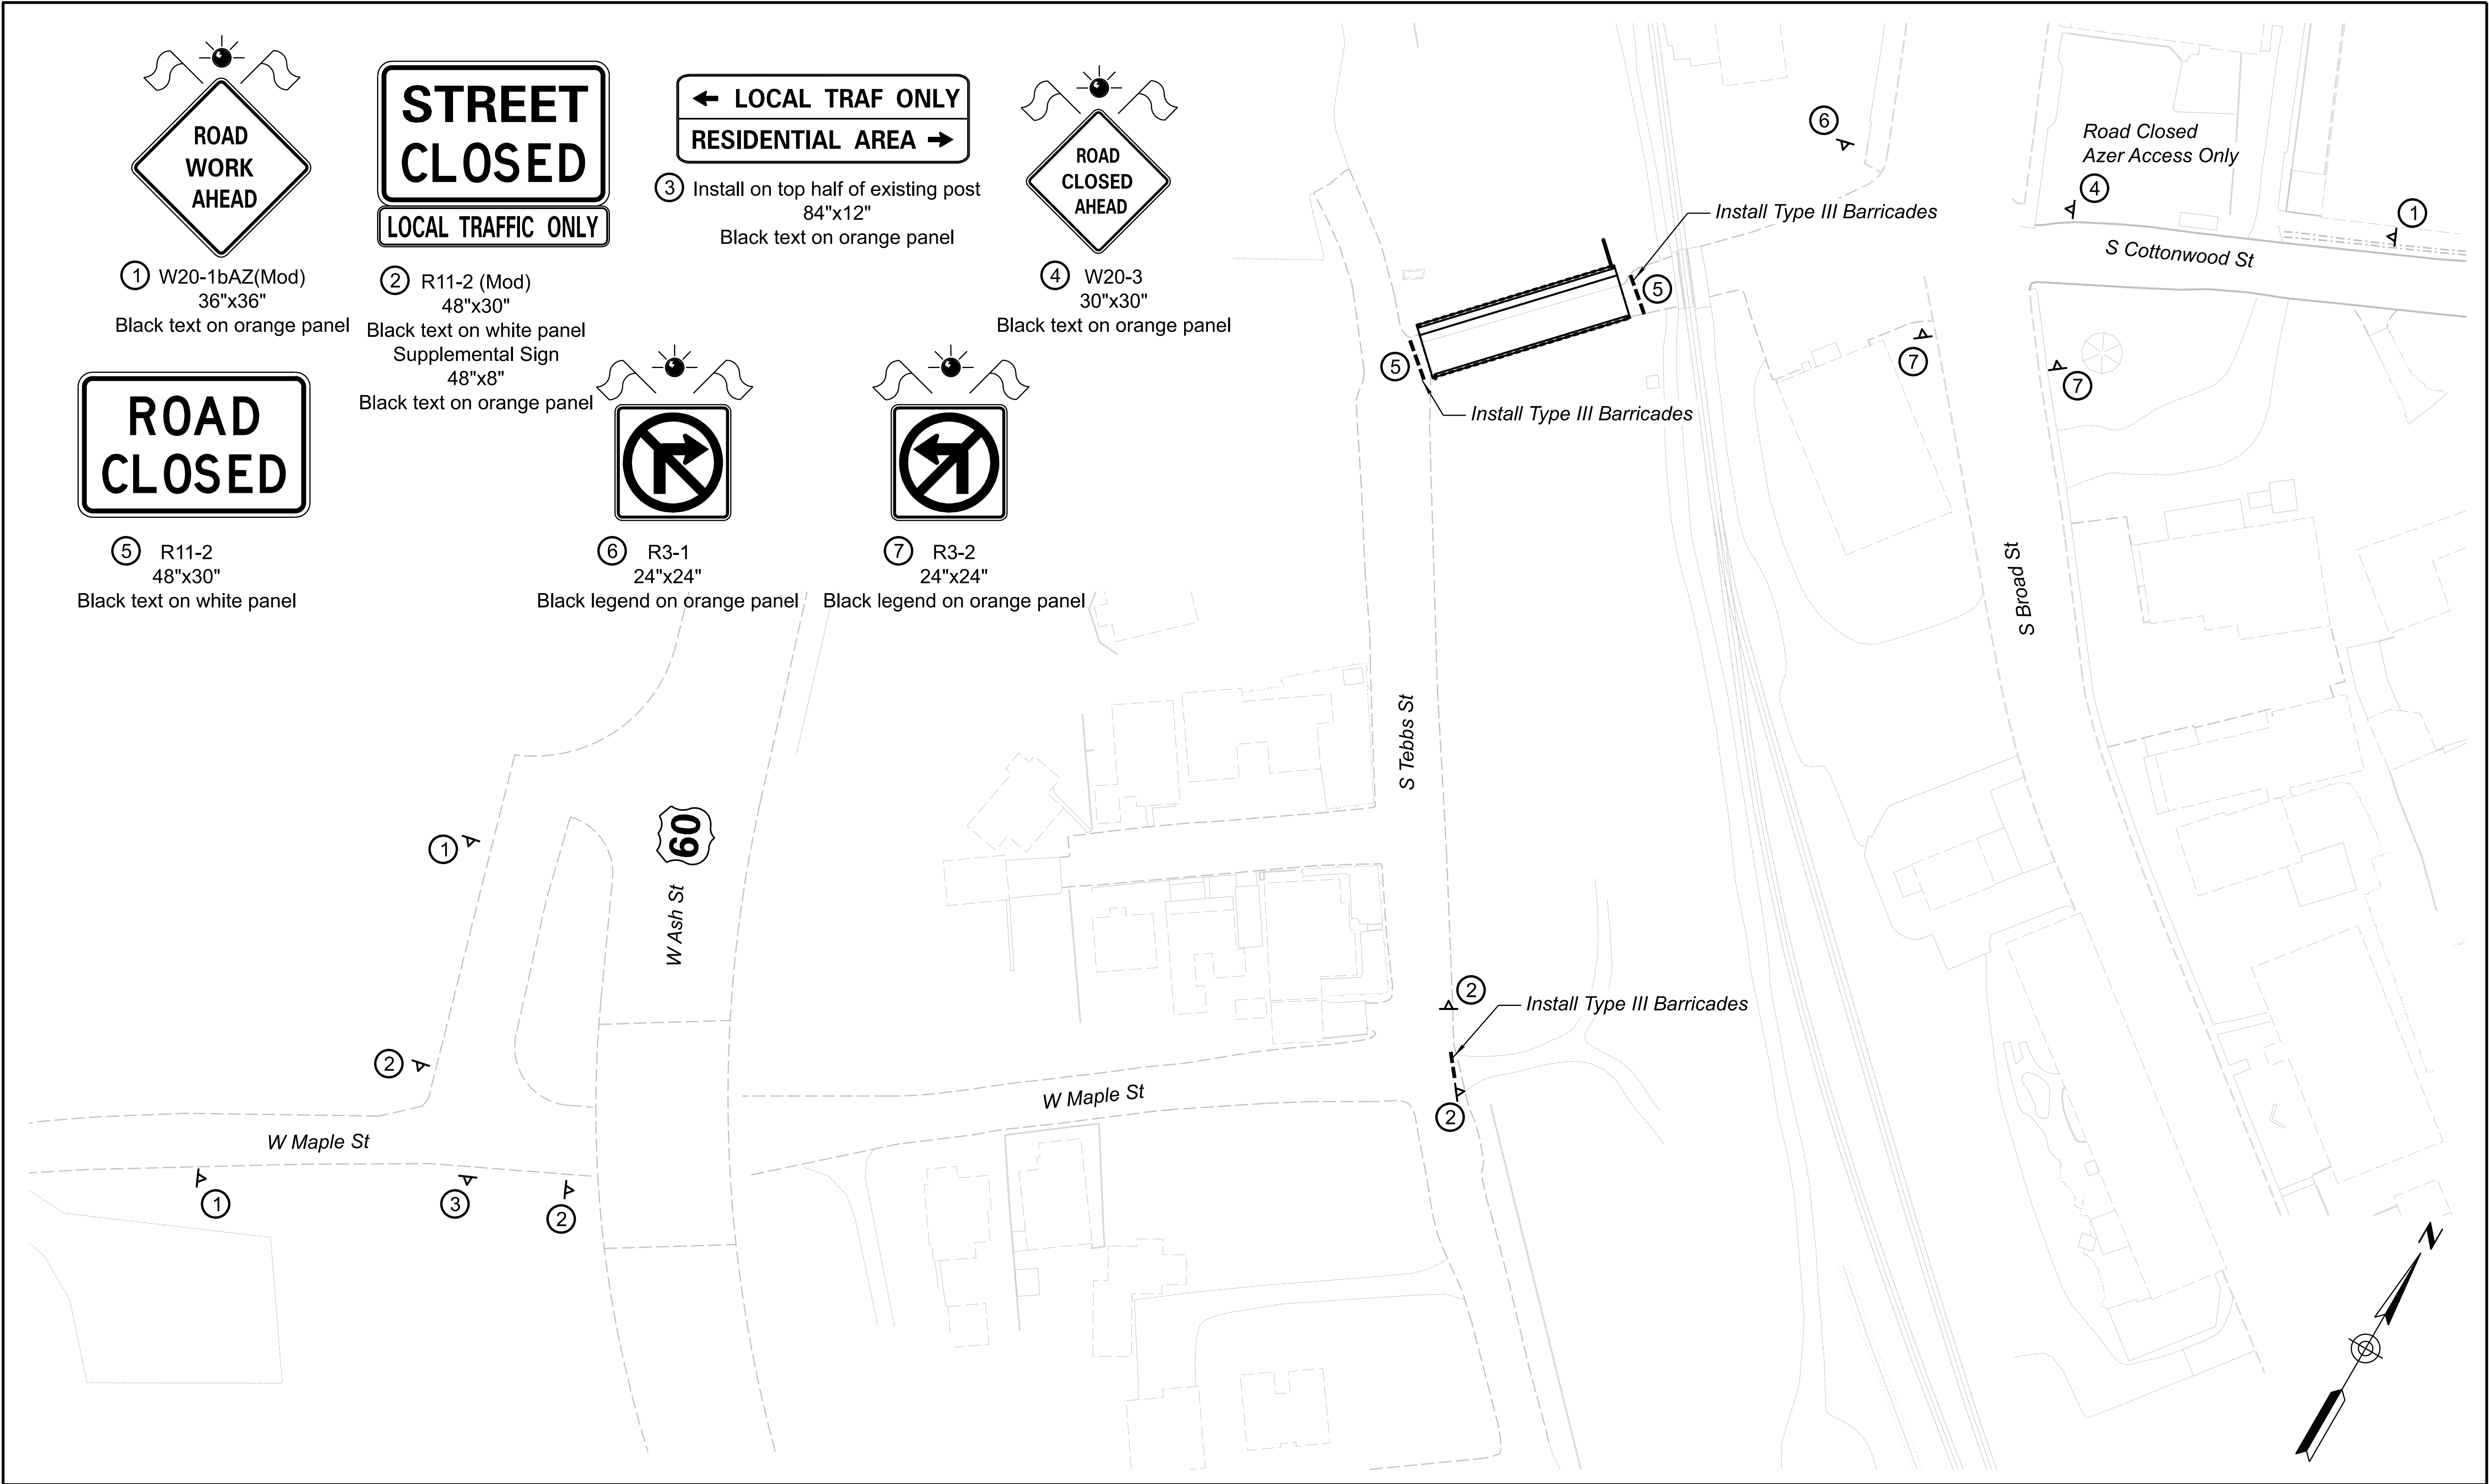 ROAD
WORK
AHEAD
1 W20-1bAZ(Mod)
36"x36"
Black text on orange panel
STREET
CLOSED
LOCAL TRAFFIC ONLY
2 R11-2 (Mod)
48"x30"
Black text on white panel
Supplemental Sign
48"x8"
Black text on orange panel
← LOCAL TRAF ONLY
RESIDENTIAL AREA →
3 Install on top half of existing post
84"x12"
Black text on orange panel
ROAD
CLOSED
AHEAD
4 W20-3
30"x30"
Black text on orange panel
ROAD
CLOSED
5 R11-2
48"x30"
Black text on white panel
6 R3-1
24"x24"
Black legend on orange panel
7 R3-2
24"x24"
Black legend on orange panel
6
Road Closed
Azer Access Only
4
1
S Cottonwood St
Install Type III Barricades
5
5
Install Type III Barricades
7
7
S Broad St
S Tebbs St
60
W Ash St
1
2
2
Install Type III Barricades
2
W Maple St
W Maple St
1
3
2
N